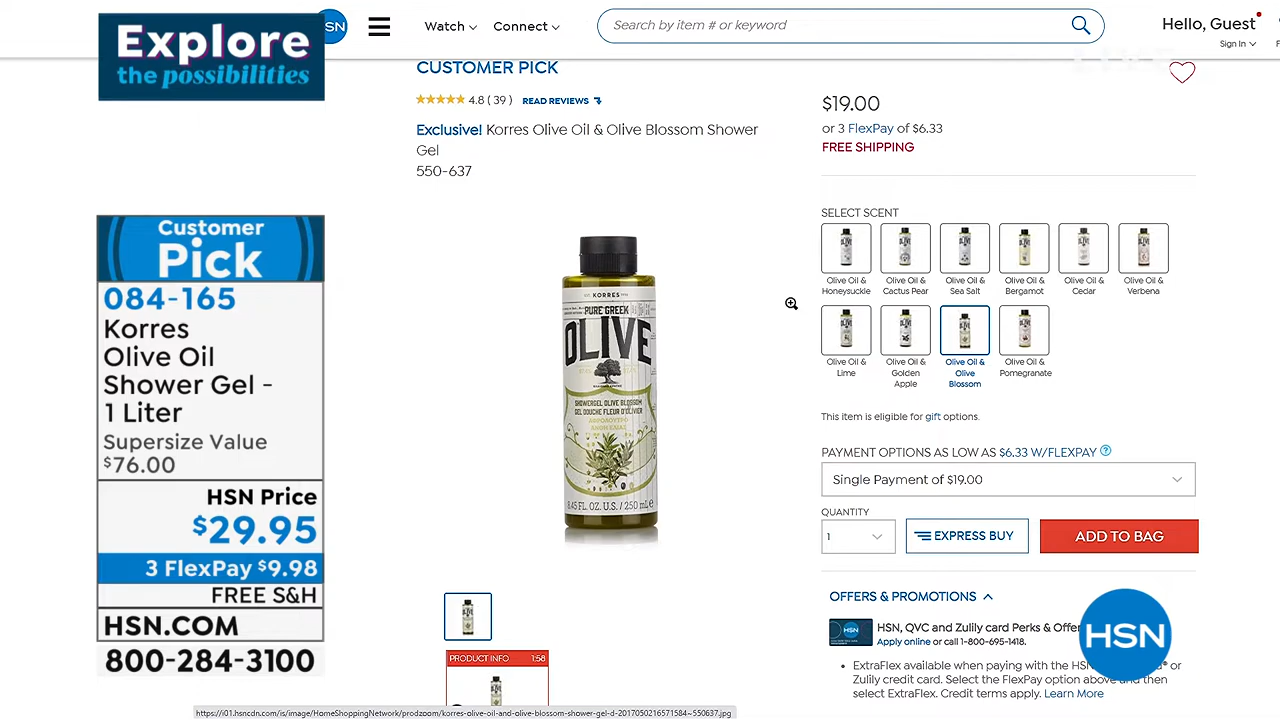 Explore
the possibilities
SN
Watch
Connect
Search by item # or keyword
Hello, Guest
Sign In
CUSTOMER PICK
4.8 ( 39 ) READ REVIEWS
Exclusive! Korres Olive Oil & Olive Blossom Shower
Gel
550-637
$19.00
or 3 FlexPay of $6.33
FREE SHIPPING
SELECT SCENT
Olive Oil & Honeysuckle
Olive Oil & Cactus Pear
Olive Oil & Sea Salt
Olive Oil & Bergamot
Olive Oil & Cedar
Olive Oil & Verbena
Olive Oil & Lime
Olive Oil & Golden Apple
Olive Oil & Olive Blossom
Olive Oil & Pomegranate
This item is eligible for gift options.
PAYMENT OPTIONS AS LOW AS $6.33 W/FLEXPAY
Single Payment of $19.00
QUANTITY
1
EXPRESS BUY
ADD TO BAG
OFFERS & PROMOTIONS
HSN, QVC and Zulily card Perks & Offer
Apply online or call 1-800-695-1418.
ExtraFlex available when paying with the HSN
or
Zulily credit card. Select the FlexPay option above and then
select ExtraFlex. Credit terms apply. Learn More
HSN
Customer
Pick
084-165
Korres
Olive Oil
Shower Gel -
1 Liter
Supersize Value
$76.00
HSN Price
$29.95
3 FlexPay $9.98
FREE S&H
HSN.COM
800-284-3100
KORRES
PURE GREEK
OLIVE
SHOWERGEL OLIVE BLOSSOM
GEL DOUCHE FLEUR D'OLIVIER
8.45 FL. OZ. U.S. / 250 mL e
PRODUCT INFO 1:58
https://i01.hsncdn.com/is/image/HomeShoppingNetwork/prodzoom/korres-olive-oil-and-olive-blossom-shower-gel-d-2017050216571584~550637.jpg